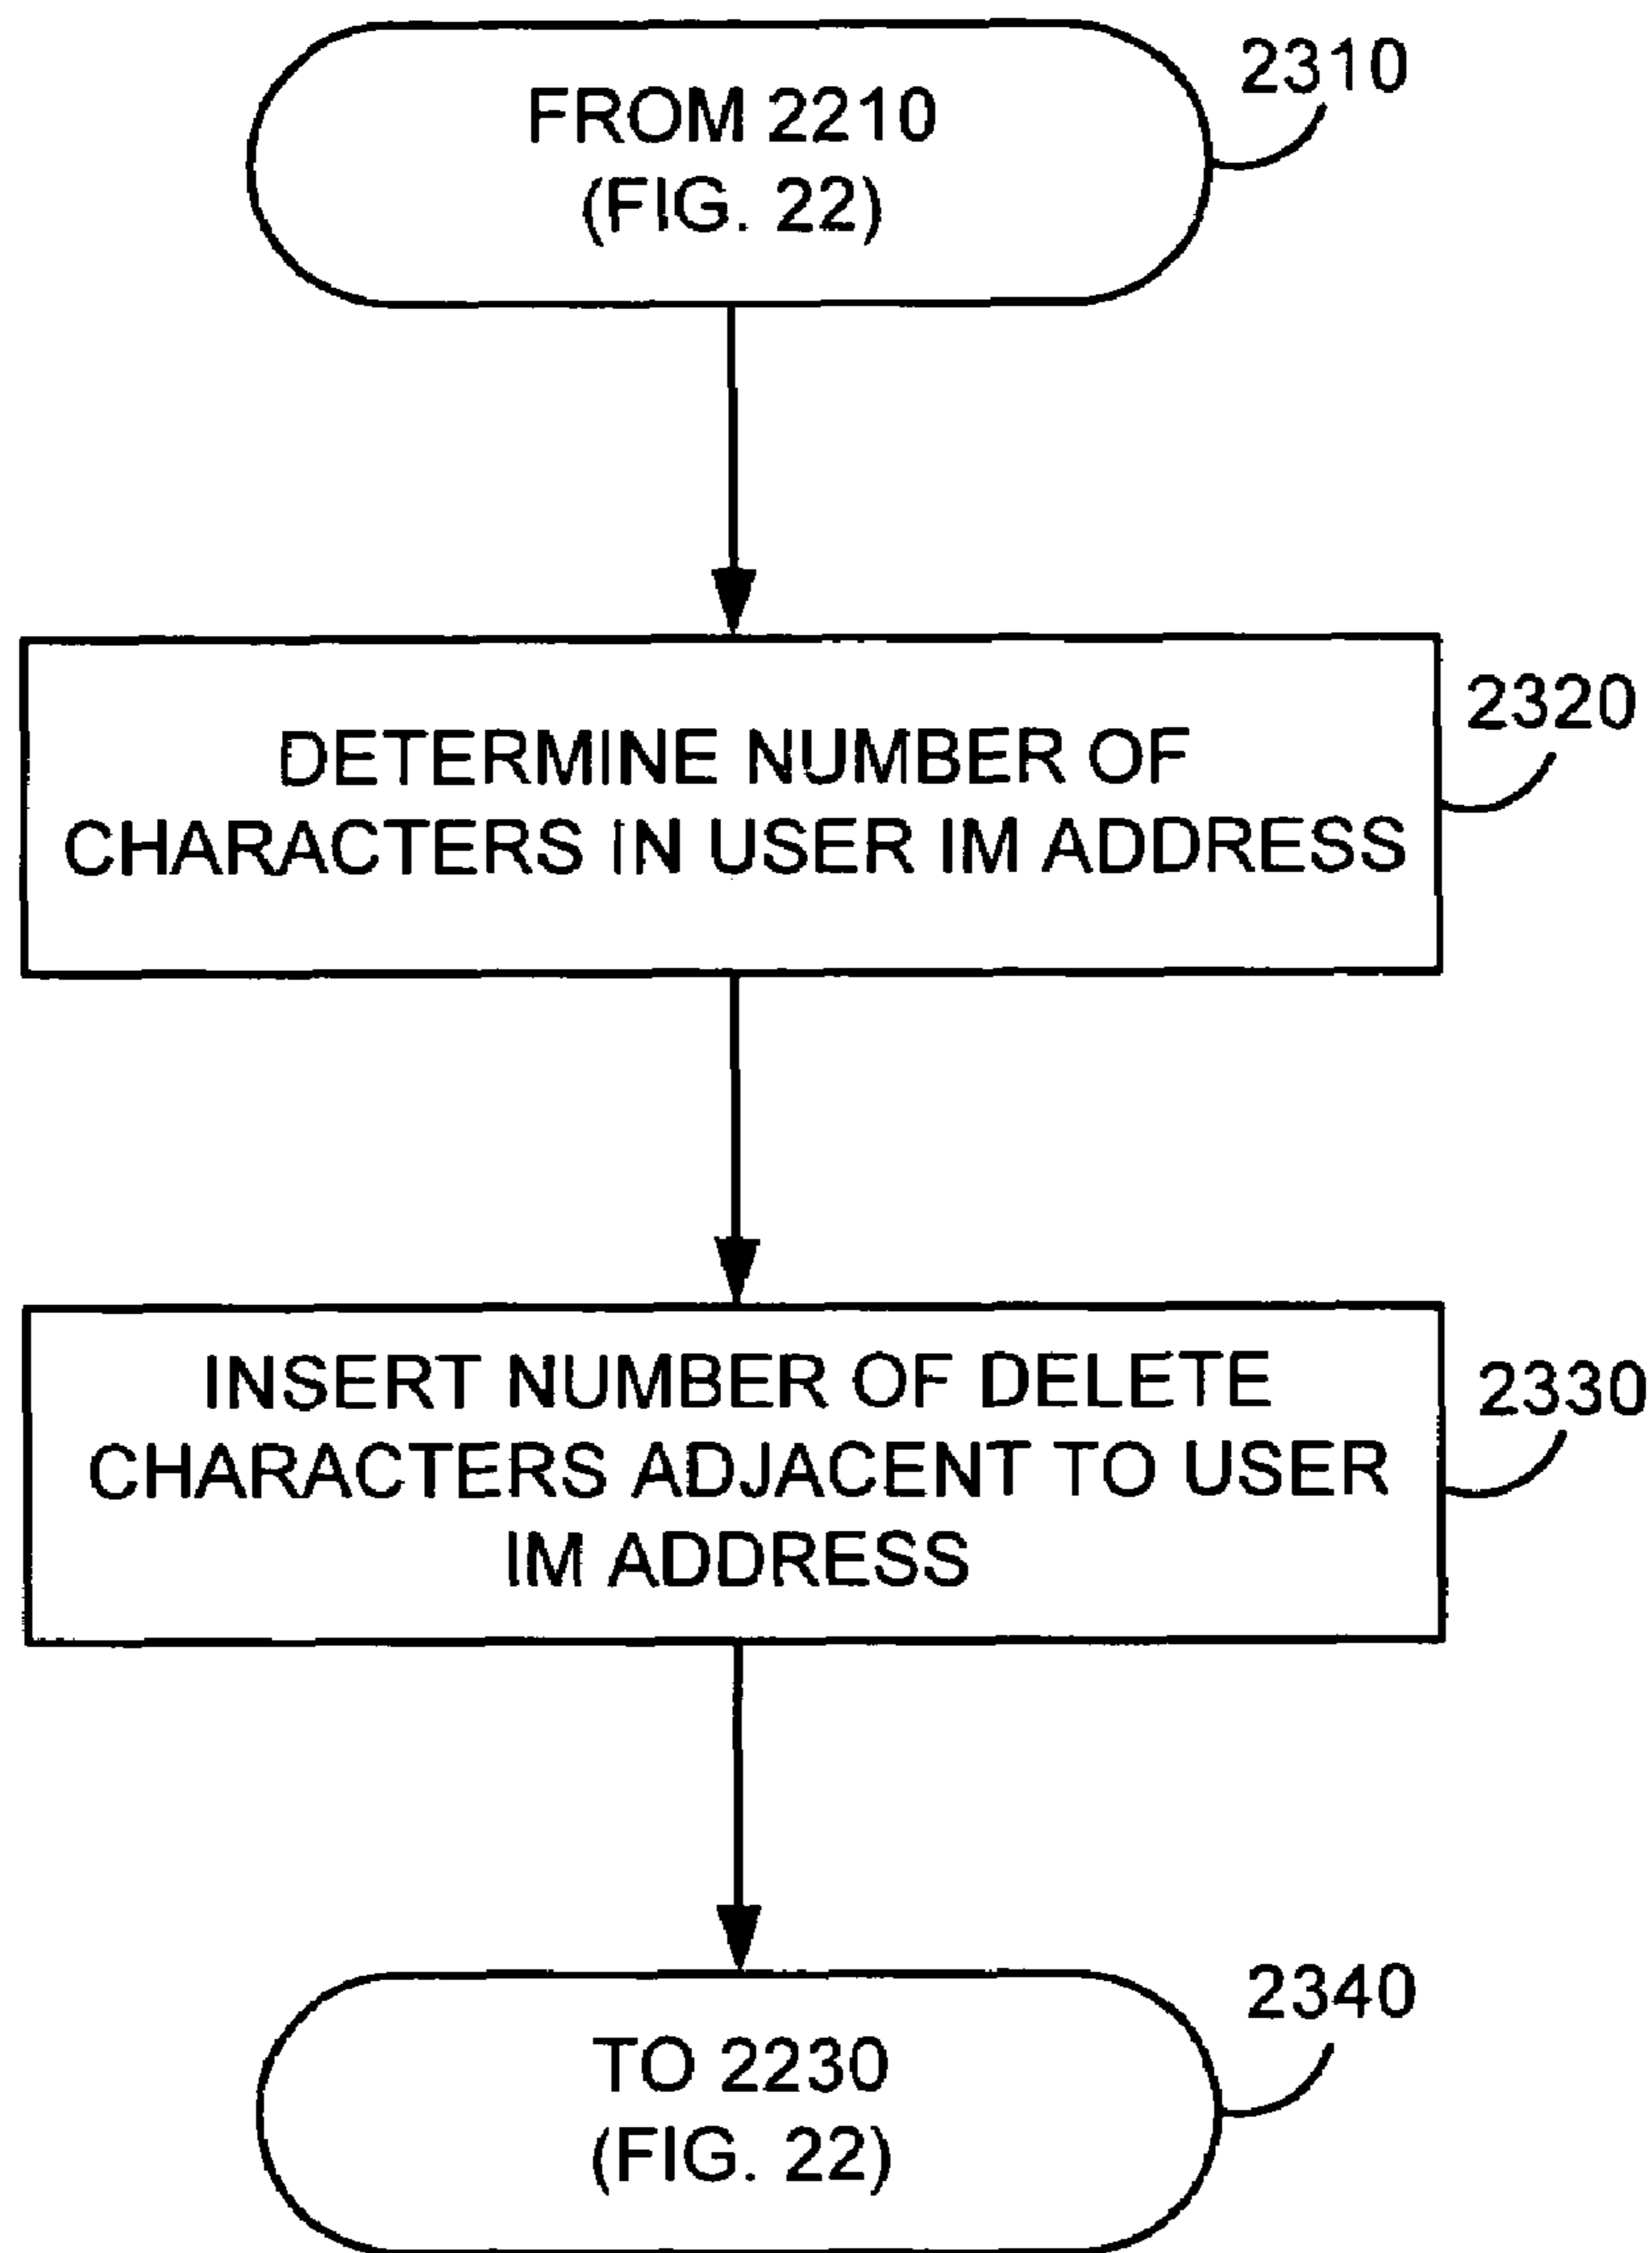 FROM 2210
(FIG. 22)
2310
DETERMINE NUMBER OF
CHARACTERS IN USER IM ADDRESS
2320
INSERT NUMBER OF DELETE
CHARACTERS ADJACENT TO USER
IM ADDRESS
2330
TO 2230
(FIG. 22)
2340